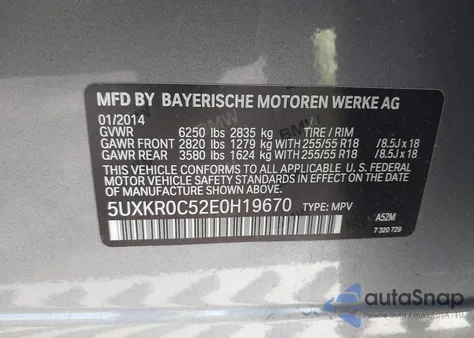 MFD BY BAYERISCHE MOTOREN WERKE AG
01/2014
GVWR 6250 lbs 2835 kg TIRE / RIM
GAWR FRONT 2820 lbs 1279 kg WITH 255/55 R18 /8.5J x 18
GAWR REAR 3580 lbs 1624 kg WITH 255/55 R18 /8.5J x 18
THIS VEHICLE CONFORMS TO ALL APPLICABLE U.S. FEDERAL
MOTOR VEHICLE SAFETY STANDARDS IN EFFECT ON THE DATE
OF MANUFACTURE SHOWN ABOVE.
5UXKR0C52E0H19670 TYPE: MPV
A52M
7 320 729
autoSnap